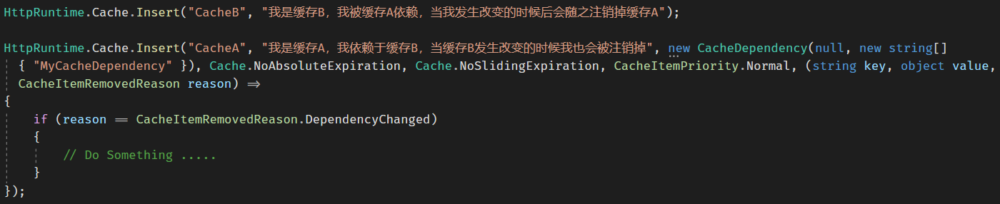 HttpRuntime.Cache.Insert("CacheB", "我是缓存B，我被缓存A依赖，当我发生改变的时候后会随之注销掉缓存A");
HttpRuntime.Cache.Insert("CacheA", "我是缓存A，我依赖于缓存B，当缓存B发生改变的时候我也会被注销掉", new CacheDependency(null, new string[]
{ "MyCacheDependency" }), Cache.NoAbsoluteExpiration, Cache.NoSlidingExpiration, CacheItemPriority.Normal, (string key, object value,
CacheItemRemovedReason reason) =>
{
if (reason == CacheItemRemovedReason.DependencyChanged)
{
// Do Something .....
}
});